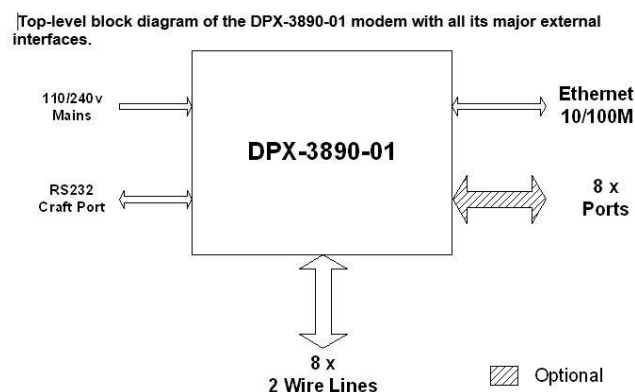 Top-level block diagram of the DPX-3890-01 modem with all its major external
interfaces.
110/240v
Mains
Ethernet
10/100M
DPX-3890-01
RS232
Craft Port
8 x
Ports
8 x
2 Wire Lines
Optional